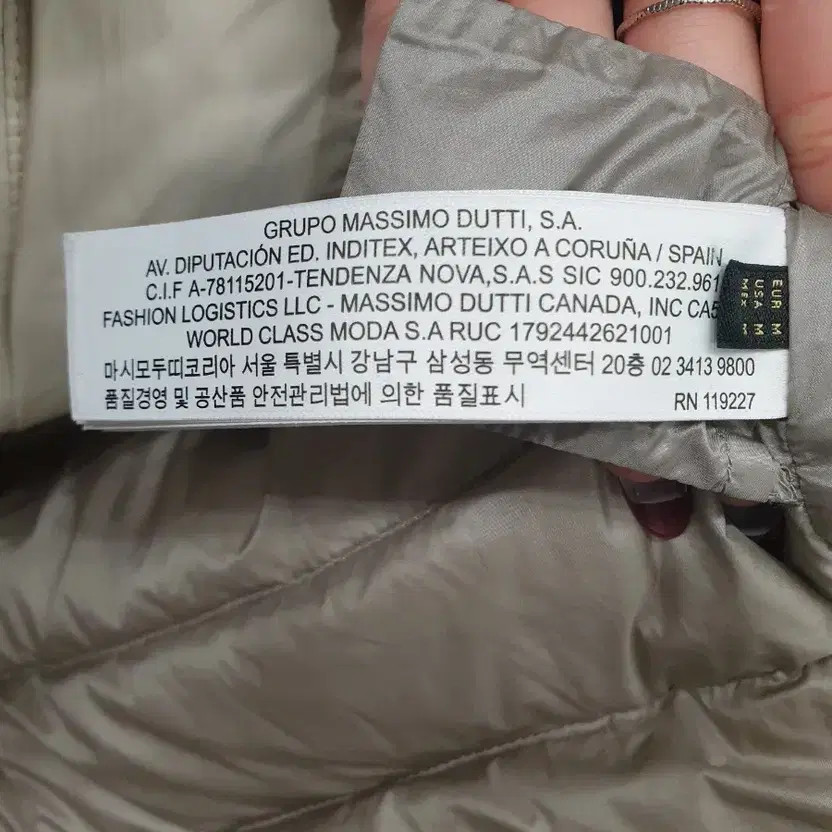 GRUPO MASSIMO DUTTI, S.A.
AV. DIPUTACIÓN ED. INDITEX, ARTEIXO A CORUÑA / SPAIN
C.I.F A-78115201-TENDENZA NOVA,S.A.S SIC 900.232.961
FASHION LOGISTICS LLC - MASSIMO DUTTI CANADA, INC CA5
WORLD CLASS MODA S.A RUC 1792442621001
마시모두띠코리아 서울 특별시 강남구 삼성동 무역센터 20층 02 3413 9800
품질경영 및 공산품 안전관리법에 의한 품질표시
RN 119227
EUR M
USA M
MEX M